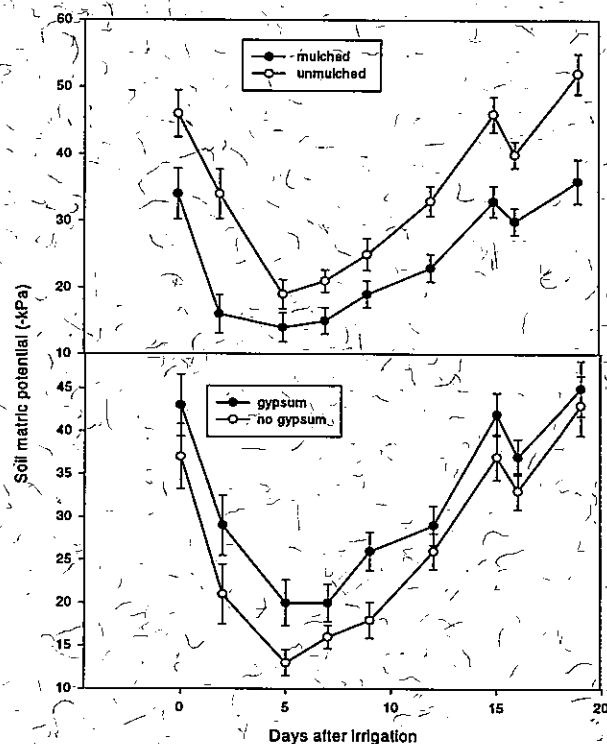 60
50
40
30
20
10
mulched
unmulched
Soil matric potential (-kPa)
45
40
35
30
25
20
15
10
gypsum
no gypsum
0 5 10 15 20
Days after irrigation